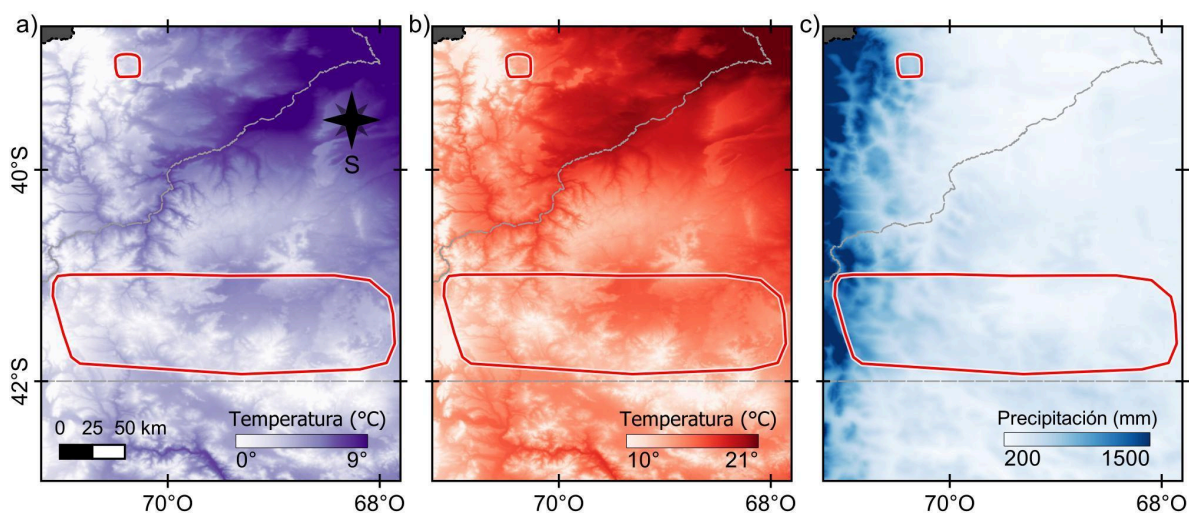 a)
b)
c)
S
40°S
42°S
Temperatura (°C)
0°
9°
0 25 50 km
Temperatura (°C)
10°
21°
Precipitación (mm)
200
1500
70°O
68°O
70°O
68°O
70°O
68°O